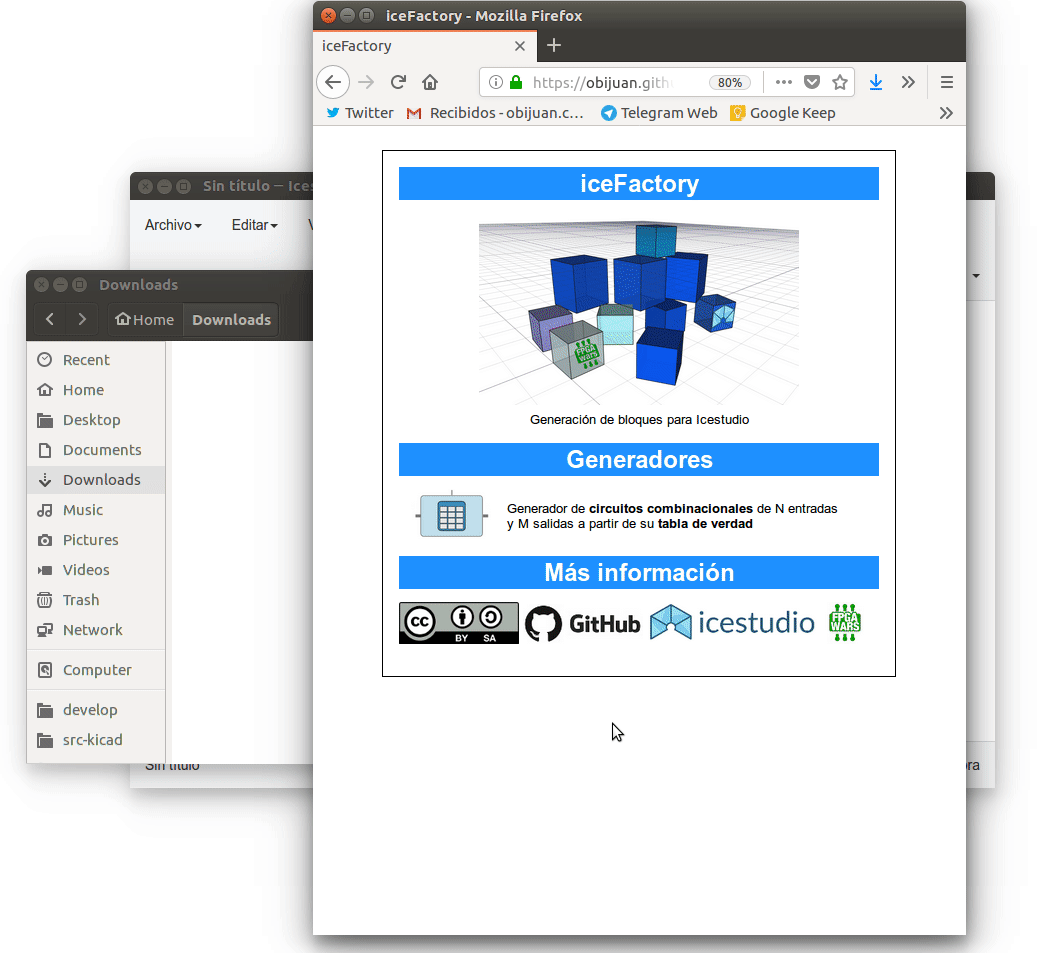 iceFactory - Mozilla Firefox
iceFactory
https://obijuan.gith
80%
Twitter
Recibidos - obijuan.c...
Telegram Web
Google Keep
Sin título – Ices
Archivo
Editar
V
Downloads
Home
Downloads
Recent
Home
Desktop
Documents
Downloads
Music
Pictures
Videos
Trash
Network
Computer
develop
src-kicad
Sin título
ora
iceFactory
FPGA
WARS
Generación de bloques para Icestudio
Generadores
Generador de circuitos combinacionales de N entradas
y M salidas a partir de su tabla de verdad
Más información
cc
BY SA
GitHub
icestudio
FPGA
WARS